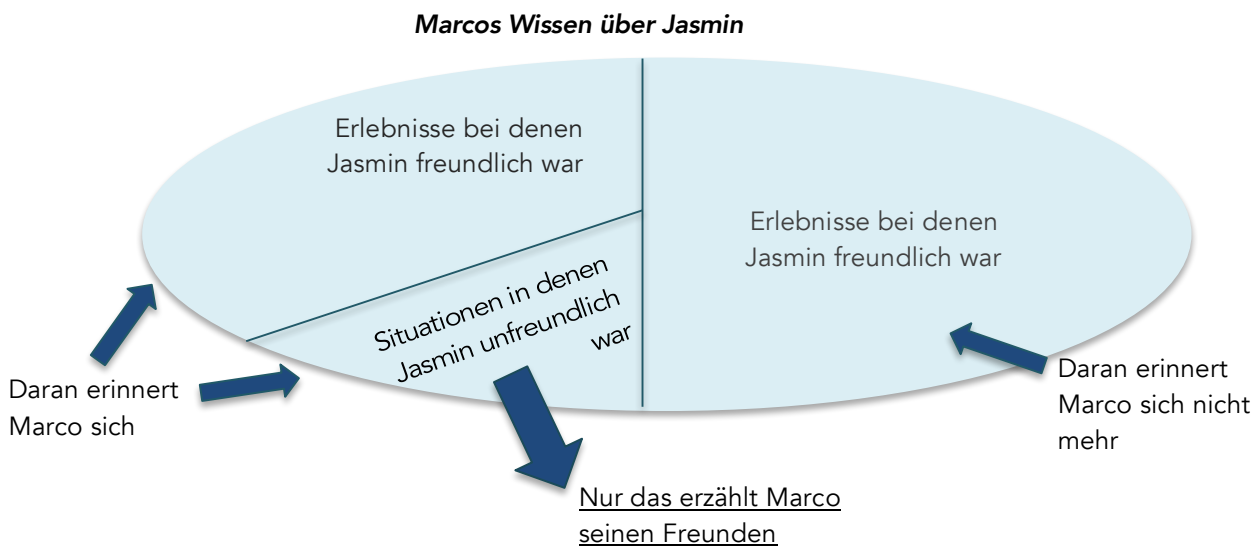 Marcos Wissen über Jasmin
Erlebnisse bei denen
Jasmin freundlich war
Erlebnisse bei denen
Jasmin freundlich war
Situationen in denen
Jasmin unfreundlich
war
Daran erinnert
Marco sich
Daran erinnert
Marco sich nicht
mehr
Nur das erzählt Marco
seinen Freunden